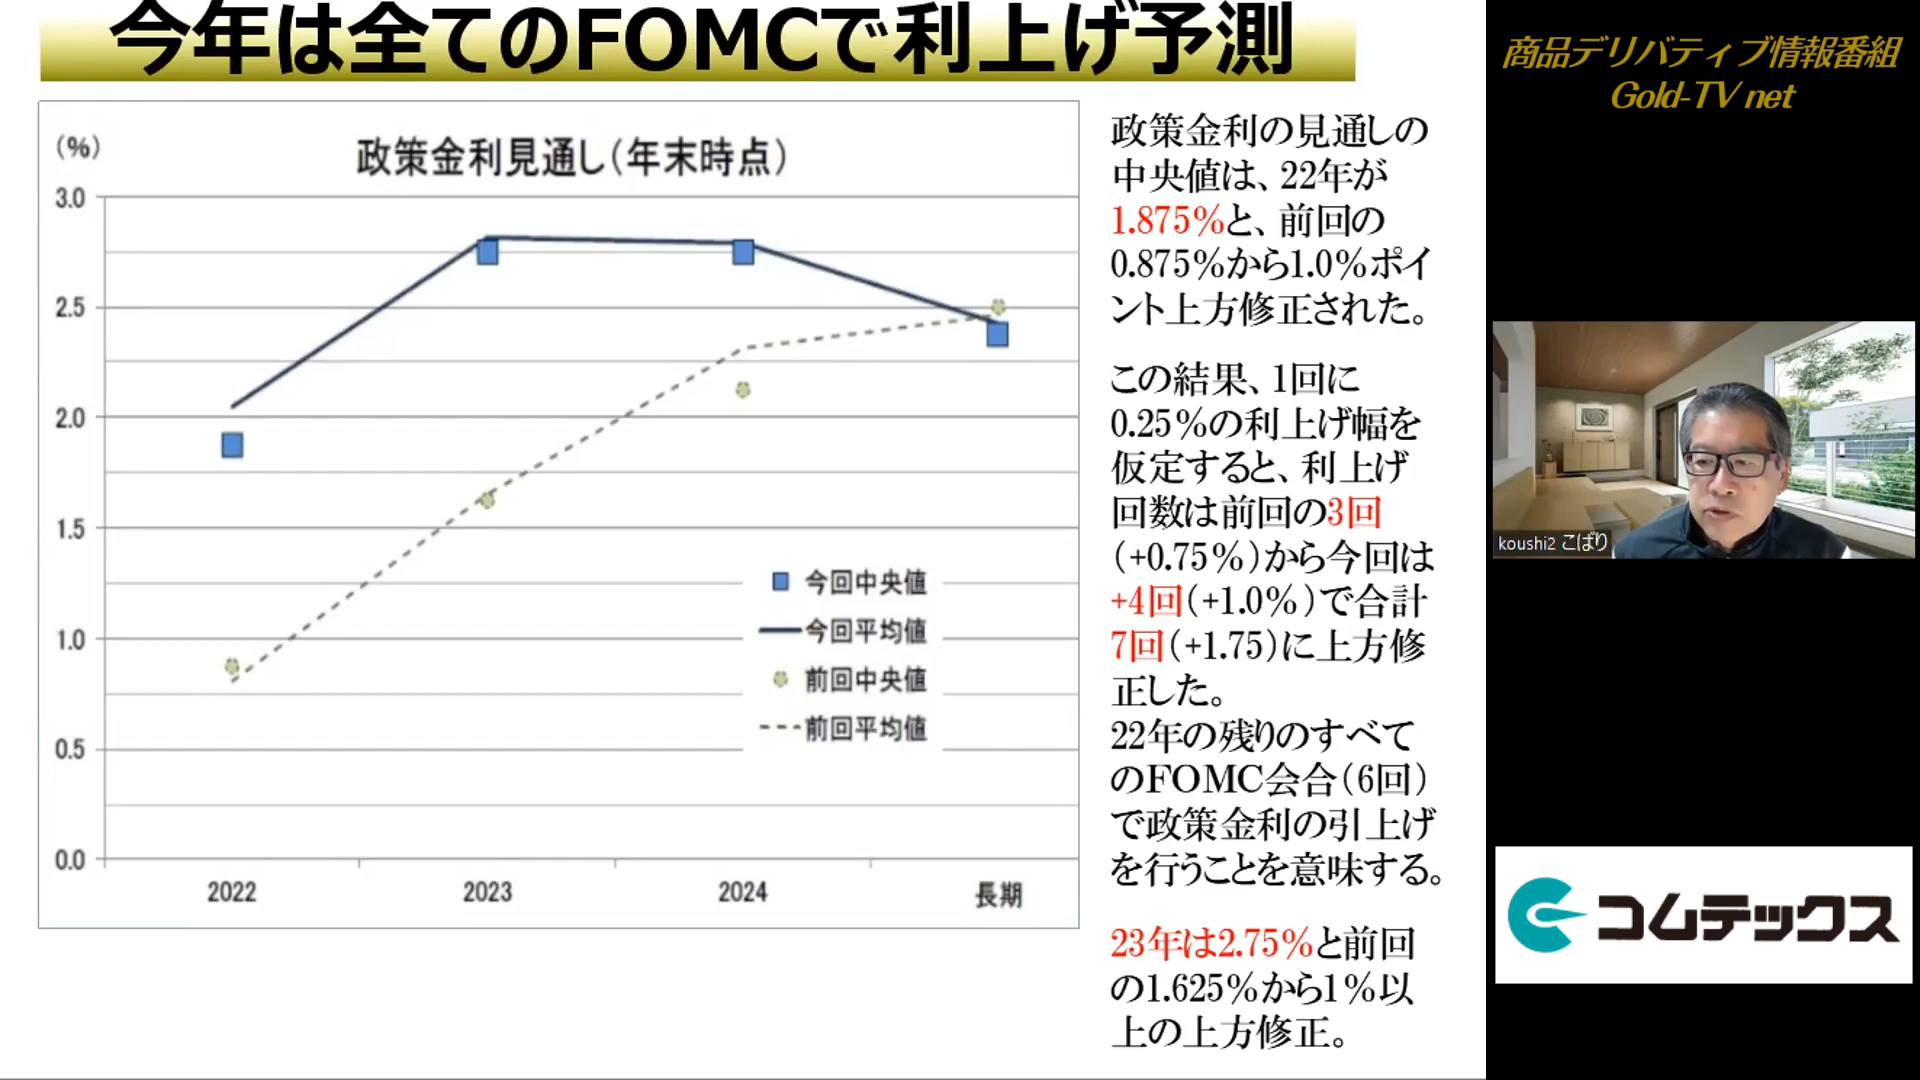 今年は全てのFOMCで利上げ予測
(%)
政策金利見通し(年末時点)
3.0
2.5
2.0
1.5
1.0
0.5
0.0
2022
2023
2024
長期
今回中央値
今回平均値
前回中央値
前回平均値
政策金利の見通しの
中央値は、22年が
1.875%と、前回の
0.875%から1.0%ポイ
ント上方修正された。
この結果、1回に
0.25%の利上げ幅を
仮定すると、利上げ
回数は前回の3回
(+0.75%)から今回は
+4回(+1.0%)で合計
7回(+1.75)に上方修
正した。
22年の残りのすべて
のFOMC会合(6回)
で政策金利の引上げ
を行うことを意味する。
23年は2.75%と前回
の1.625%から1%以
上の上方修正。
商品デリバティブ情報番組
Gold-TV net
koushi2 こばり
コムテックス